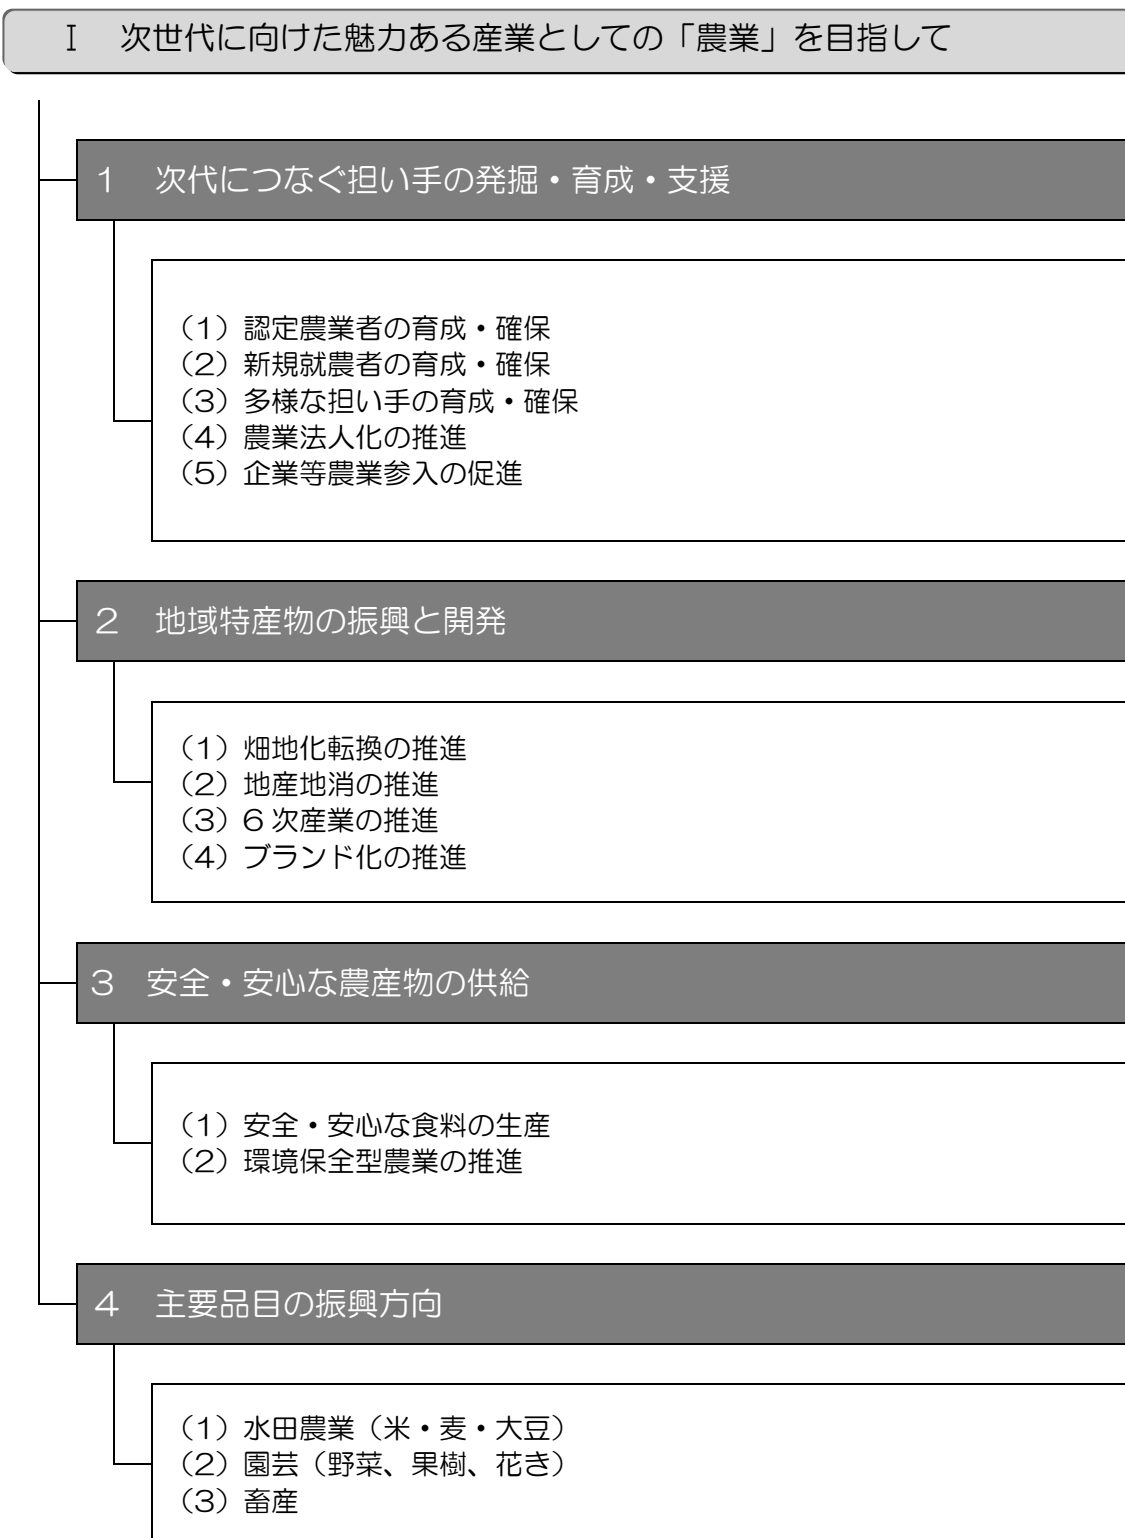 Ⅰ　次世代に向けた魅力ある産業としての「農業」を目指して
１　次代につなぐ担い手の発掘・育成・支援
（1）認定農業者の育成・確保
（2）新規就農者の育成・確保
（3）多様な担い手の育成・確保
（4）農業法人化の推進
（5）企業等農業参入の促進
２　地域特産物の振興と開発
（1）畑地化転換の推進
（2）地産地消の推進
（3）6次産業の推進
（4）ブランド化の推進
３　安全・安心な農産物の供給
（1）安全・安心な食料の生産
（2）環境保全型農業の推進
４　主要品目の振興方向
（1）水田農業（米・麦・大豆）
（2）園芸（野菜、果樹、花き）
（3）畜産